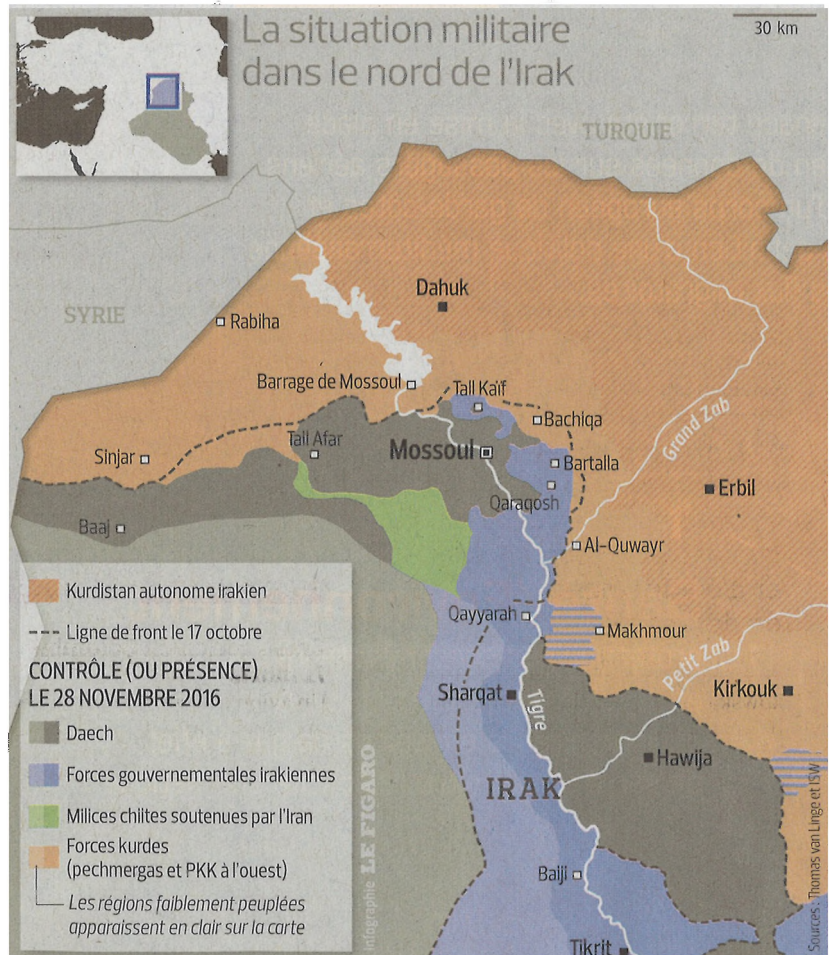 La situation militaire
dans le nord de l'Irak
30 km
TURQUIE
SYRIE
Dahuk
Rabiha
Barrage de Mossoul
Tall Kaïf
Bachiqa
Grand Zab
Tall Afar
Mossoul
Sinjar
Bartalla
Qaraqosh
Erbil
Baaj
Al-Quwayr
Qayyarah
Makhmour
Petit Zab
Sharqat
Tigre
Kirkouk
Hawija
IRAK
Baiji
Tikrit
Kurdistan autonome irakien
Ligne de front le 17 octobre
CONTRÔLE (OU PRÉSENCE)
LE 28 NOVEMBRE 2016
Daech
Forces gouvernementales irakiennes
Milices chiites soutenues par l'Iran
Forces kurdes
(pechmergas et PKK à l'ouest)
Les régions faiblement peuplées
apparaissent en clair sur la carte
infographie LE FIGARO
Sources : Thomas van Linge et ISW